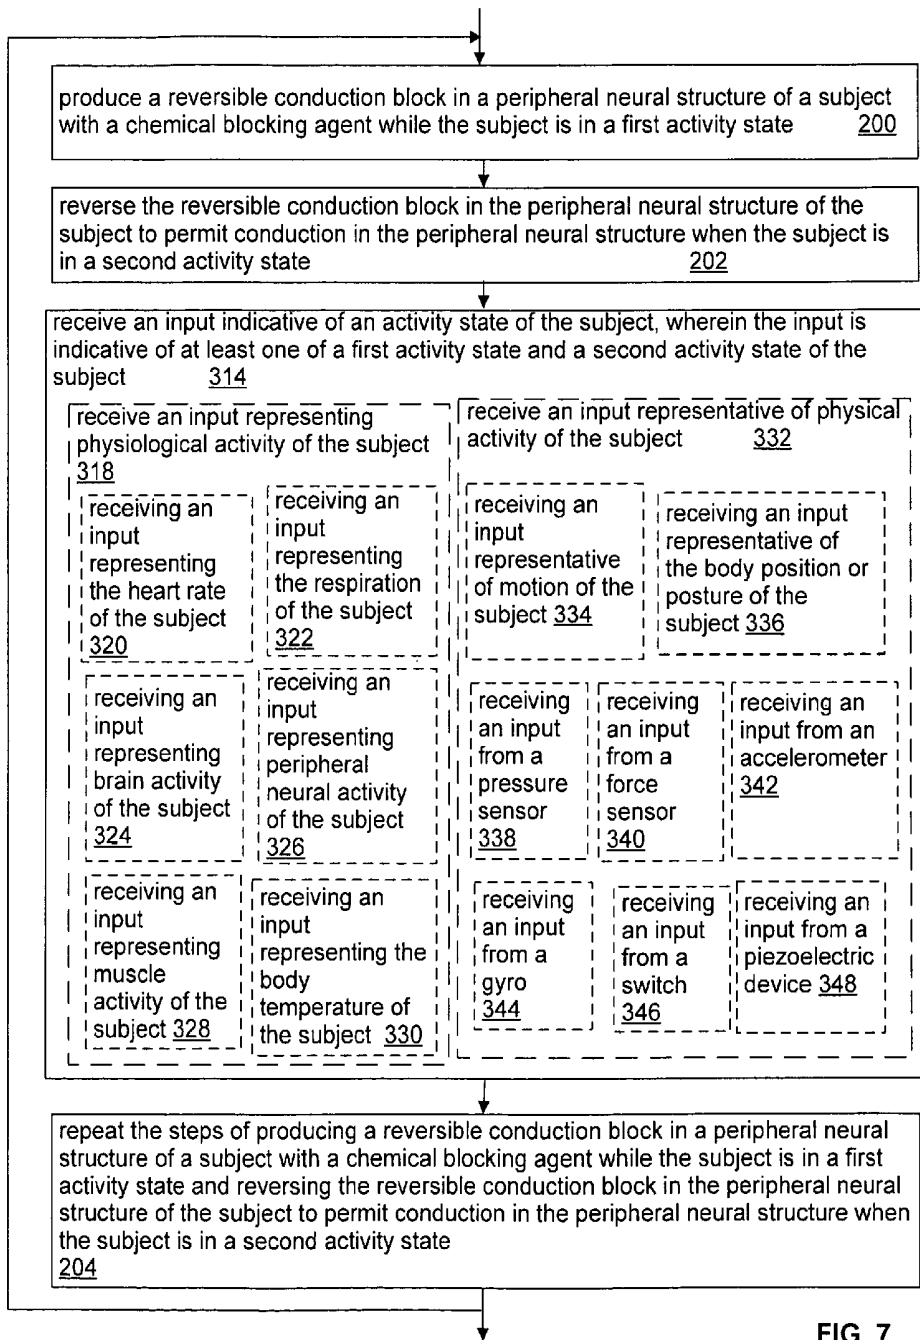 produce a reversible conduction block in a peripheral neural structure of a subject
with a chemical blocking agent while the subject is in a first activity state 200
reverse the reversible conduction block in the peripheral neural structure of the
subject to permit conduction in the peripheral neural structure when the subject is
in a second activity state 202
receive an input indicative of an activity state of the subject, wherein the input is
indicative of at least one of a first activity state and a second activity state of the
subject 314
receive an input representing
physiological activity of the subject
318
receiving an
input
representing
the heart rate
of the subject
320
receiving an
input
representing
the respiration
of the subject
322
receiving an
input
representing
brain activity
of the subject
324
receiving an
input
representing
peripheral
neural activity
of the subject
326
receiving an
input
representing
muscle
activity of the
subject 328
receiving an
input
representing the
body
temperature of
the subject 330
receive an input representative of physical
activity of the subject 332
receiving an
input
representative
of motion of the
subject 334
receiving an input
representative of
the body position or
posture of the
subject 336
receiving
an input
from a
pressure
sensor
338
receiving
an input
from a
force
sensor
340
receiving an
input from an
accelerometer
342
receiving
an input
from a
gyro
344
receiving
an input
from a
switch
346
receiving an
input from a
piezoelectric
device 348
repeat the steps of producing a reversible conduction block in a peripheral neural
structure of a subject with a chemical blocking agent while the subject is in a first
activity state and reversing the reversible conduction block in the peripheral neural
structure of the subject to permit conduction in the peripheral neural structure when
the subject is in a second activity state
204
FIG. 7